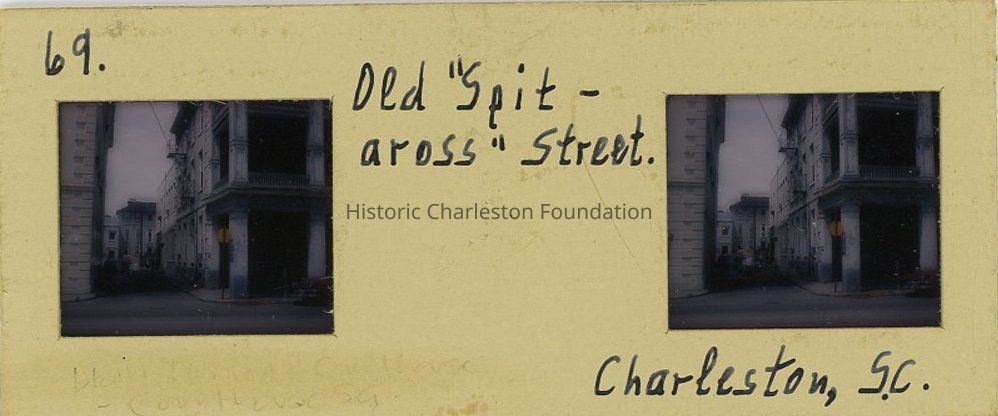 69.
Old "Spit -
aross" Street.
Historic Charleston Foundation
Charleston, S.C.